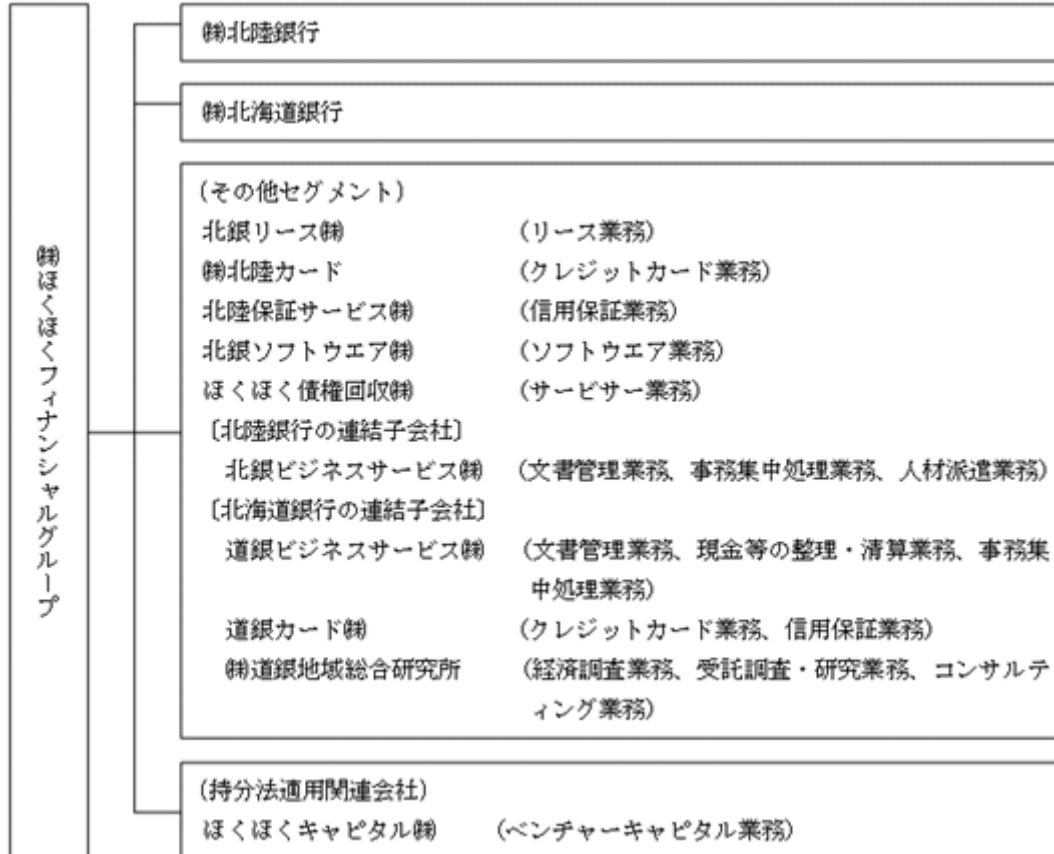 ㈱ほくほくフィナンシャルグループ
㈱北陸銀行
㈱北海道銀行
(その他セグメント)
北銀リース㈱ (リース業務)
㈱北陸カード (クレジットカード業務)
北陸保証サービス㈱ (信用保証業務)
北銀ソフトウエア㈱ (ソフトウエア業務)
ほくほく債権回収㈱ (サービサー業務)
〔北陸銀行の連結子会社〕
北銀ビジネスサービス㈱ (文書管理業務、事務集中処理業務、人材派遣業務)
〔北海道銀行の連結子会社〕
道銀ビジネスサービス㈱ (文書管理業務、現金等の整理・清算業務、事務集
中処理業務)
道銀カード㈱ (クレジットカード業務、信用保証業務)
㈱道銀地域総合研究所 (経済調査業務、受託調査・研究業務、コンサルテ
ィング業務)
(持分法適用関連会社)
ほくほくキャピタル㈱ (ベンチャーキャピタル業務)